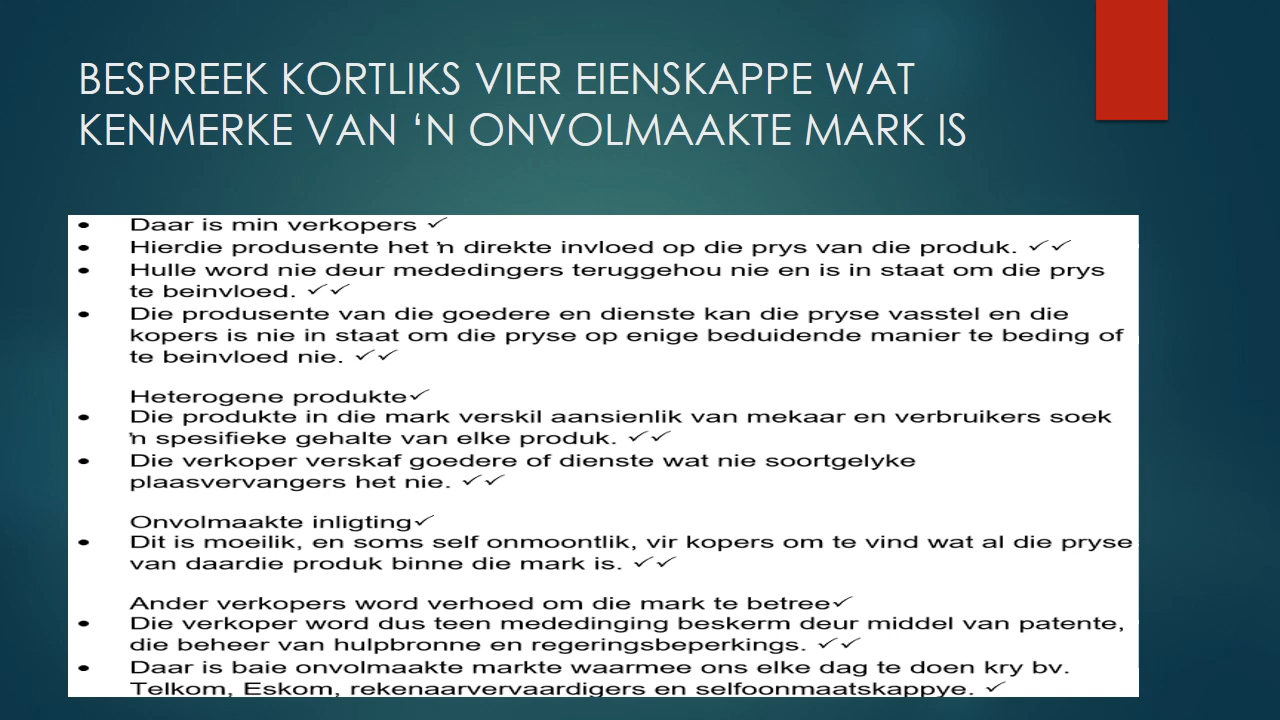 BESPREEK KORTLIKS VIER EIENSKAPPE WAT
KENMERKE VAN ‘N ONVOLMAAKTE MARK IS
• Daar is min verkopers ✓
• Hierdie produsente het 'n direkte invloed op die prys van die produk. ✓✓
• Hulle word nie deur mededingers teruggehou nie en is in staat om die prys
te beinvloed. ✓✓
• Die produsente van die goedere en dienste kan die pryse vasstel en die
kopers is nie in staat om die pryse op enige beduidende manier te beding of
te beinvloed nie. ✓✓
Heterogene produkte✓
• Die produkte in die mark verskil aansienlik van mekaar en verbruikers soek
'n spesifieke gehalte van elke produk. ✓✓
• Die verkoper verskaf goedere of dienste wat nie soortgelyke
plaasvervangers het nie. ✓✓
Onvolmaakte inligting✓
• Dit is moeilik, en soms self onmoontlik, vir kopers om te vind wat al die pryse
van daardie produk binne die mark is. ✓✓
Ander verkopers word verhoed om die mark te betree✓
• Die verkoper word dus teen mededinging beskerm deur middel van patente,
die beheer van hulpbronne en regeringsbeperkings. ✓✓
• Daar is baie onvolmaakte markte waarmee ons elke dag te doen kry bv.
Telkom, Eskom, rekenaarvervaardigers en selfoonmaatskappye. ✓